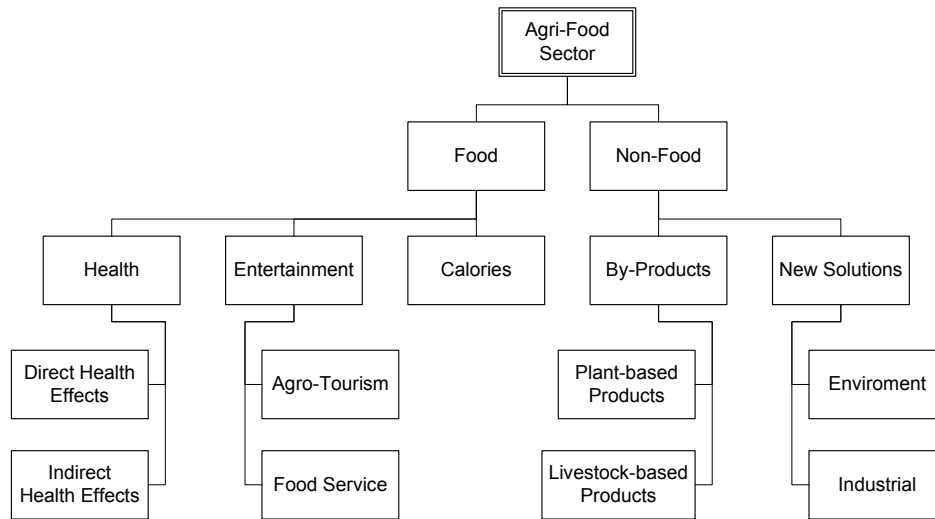 Agri-Food
Sector
Food
Non-Food
Health
Entertainment
Calories
By-Products
New Solutions
Direct Health
Effects
Agro-Tourism
Plant-based
Products
Enviroment
Indirect
Health Effects
Food Service
Livestock-based
Products
Industrial